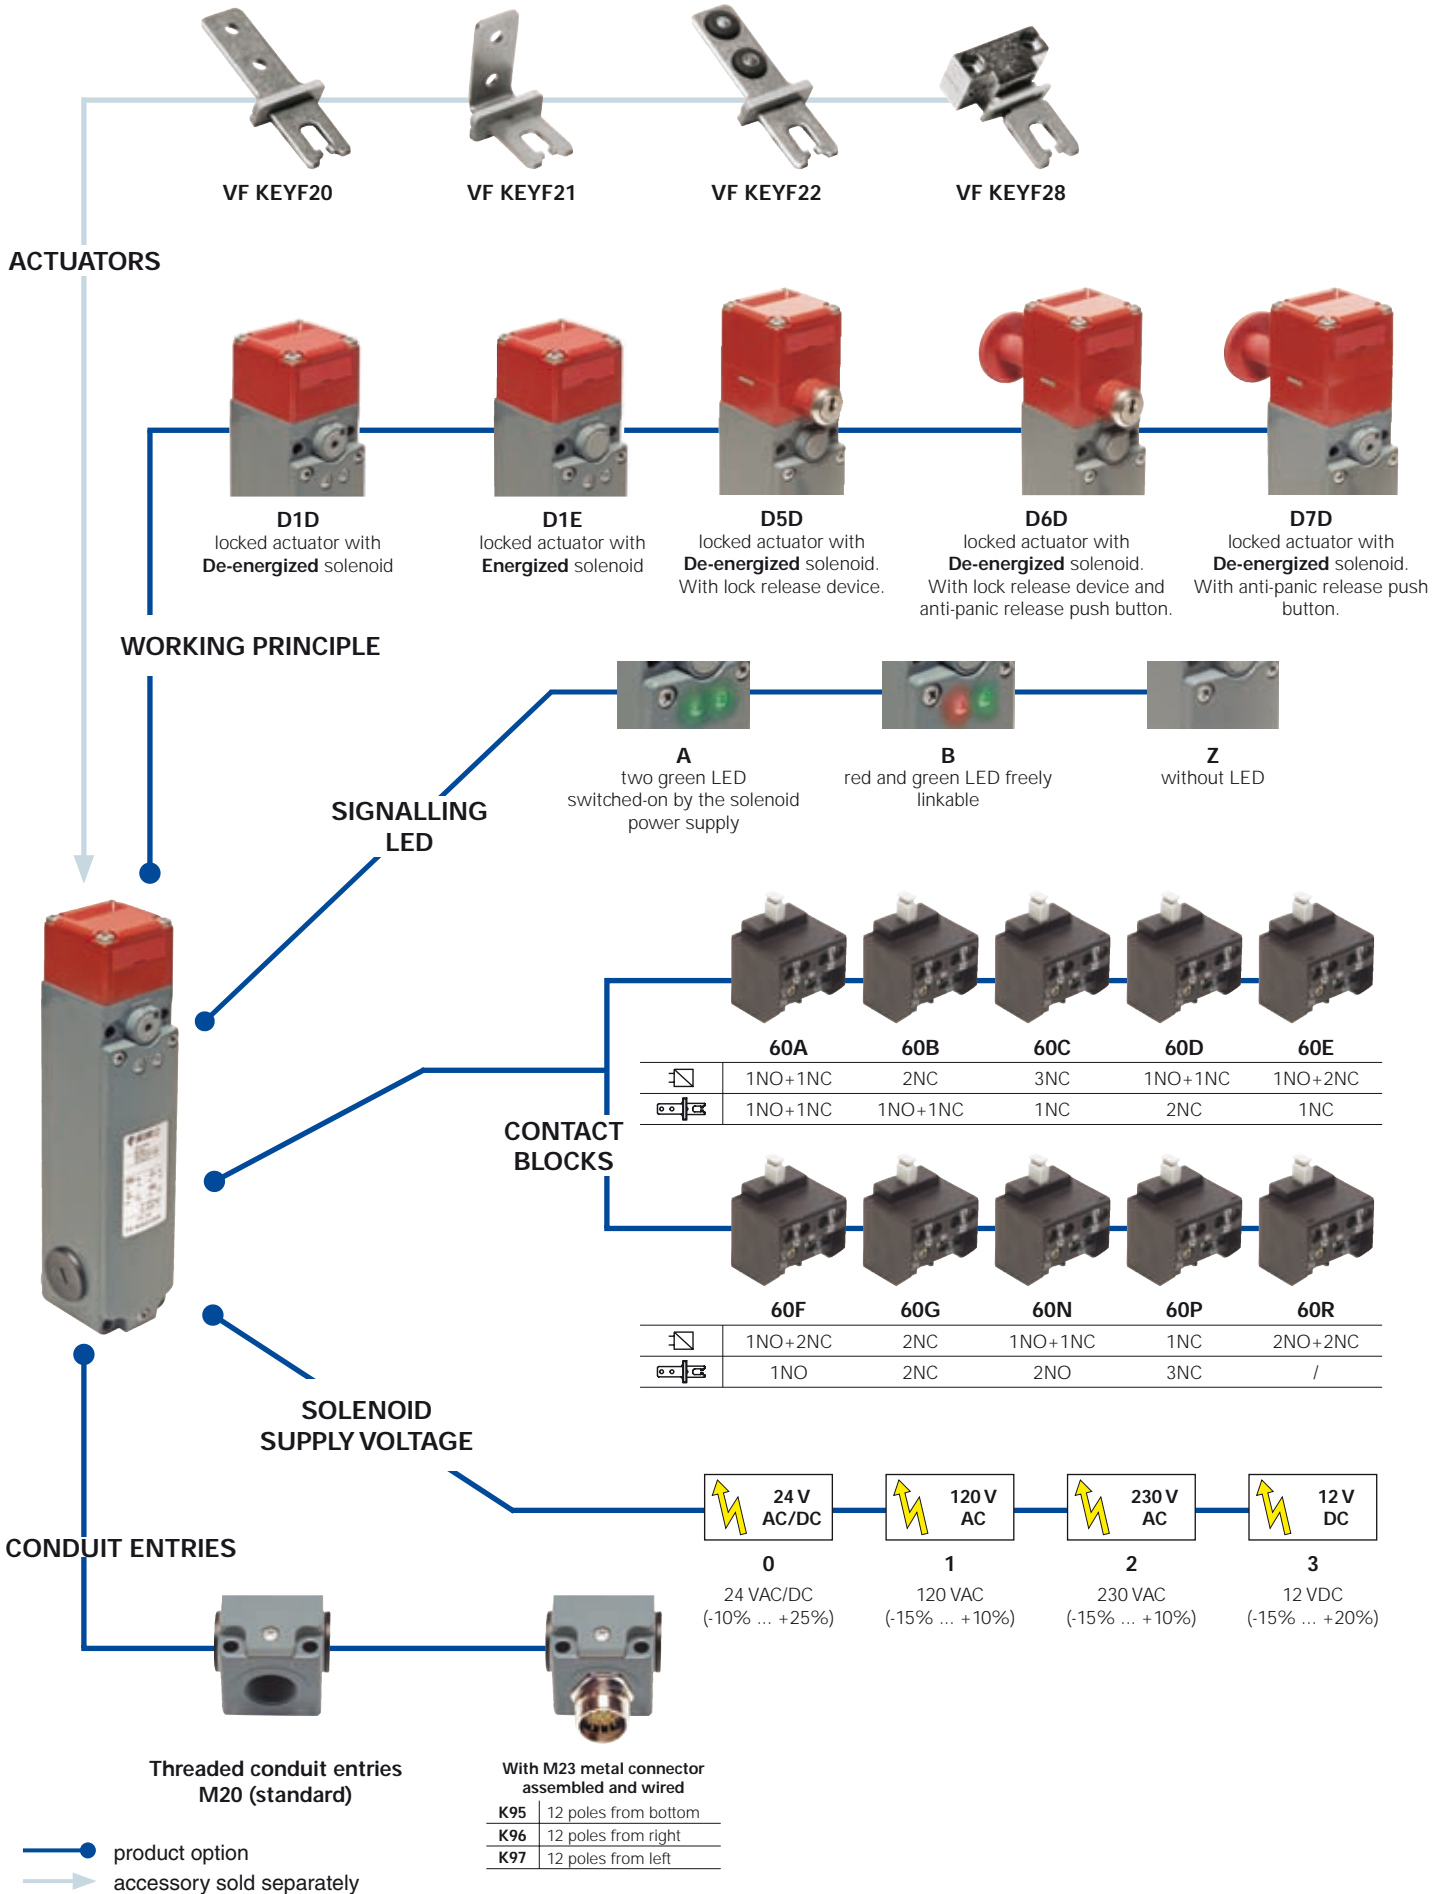 VF KEYF20
VF KEYF21
VF KEYF22
VF KEYF28
ACTUATORS
D1D
locked actuator with
De-energized solenoid
D1E
locked actuator with
Energized solenoid
D5D
locked actuator with
De-energized solenoid.
With lock release device.
D6D
locked actuator with
De-energized solenoid.
With lock release device and
anti-panic release push button.
D7D
locked actuator with
De-energized solenoid.
With anti-panic release push
button.
WORKING PRINCIPLE
A
two green LED
switched-on by the solenoid
power supply
B
red and green LED freely
linkable
Z
without LED
SIGNALLING
LED
60A 60B 60C 60D 60E
1NO+1NC 2NC 3NC 1NO+1NC 1NO+2NC
1NO+1NC 1NO+1NC 1NC 2NC 1NC
CONTACT
BLOCKS
60F 60G 60N 60P 60R
1NO+2NC 2NC 1NO+1NC 1NC 2NO+2NC
1NO 2NC 2NO 3NC /
SOLENOID
SUPPLY VOLTAGE
24 V
AC/DC
120 V
AC
230 V
AC
12 V
DC
0
24 VAC/DC
(-10% ... +25%)
1
120 VAC
(-15% ... +10%)
2
230 VAC
(-15% ... +10%)
3
12 VDC
(-15% ... +20%)
CONDUIT ENTRIES
Threaded conduit entries
M20 (standard)
With M23 metal connector
assembled and wired
K95 12 poles from bottom
K96 12 poles from right
K97 12 poles from left
product option
accessory sold separately